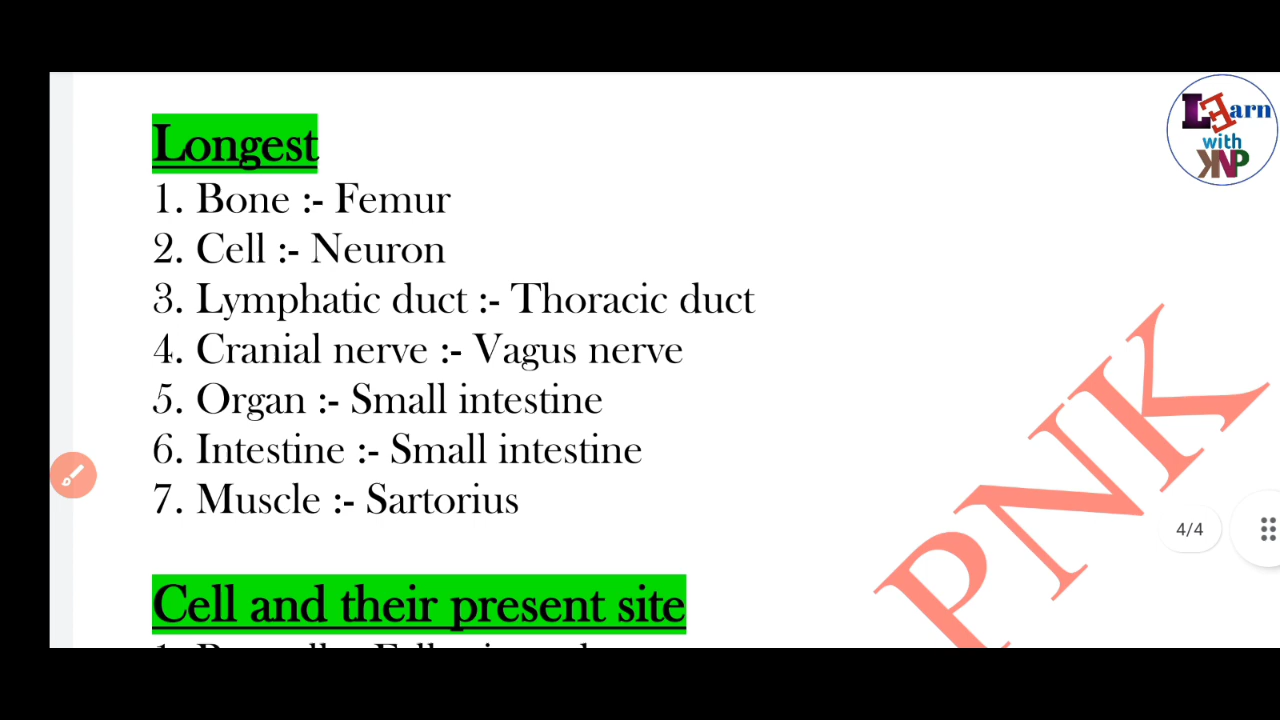 Longest
1. Bone :- Femur
2. Cell :- Neuron
3. Lymphatic duct :- Thoracic duct
4. Cranial nerve :- Vagus nerve
5. Organ :- Small intestine
6. Intestine :- Small intestine
7. Muscle :- Sartorius
Cell and their present site
LEarn
with
KNP
PNK
4/4